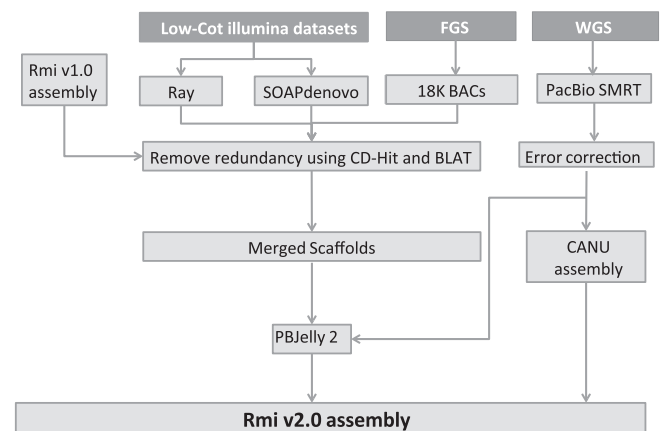 Low-Cot illumina datasets
FGS
WGS
Rmi v1.0
assembly
Ray
SOAPdenovo
18K BACs
PacBio SMRT
Remove redundancy using CD-Hit and BLAT
Error correction
Merged Scaffolds
CANU
assembly
PBJelly 2
Rmi v2.0 assembly